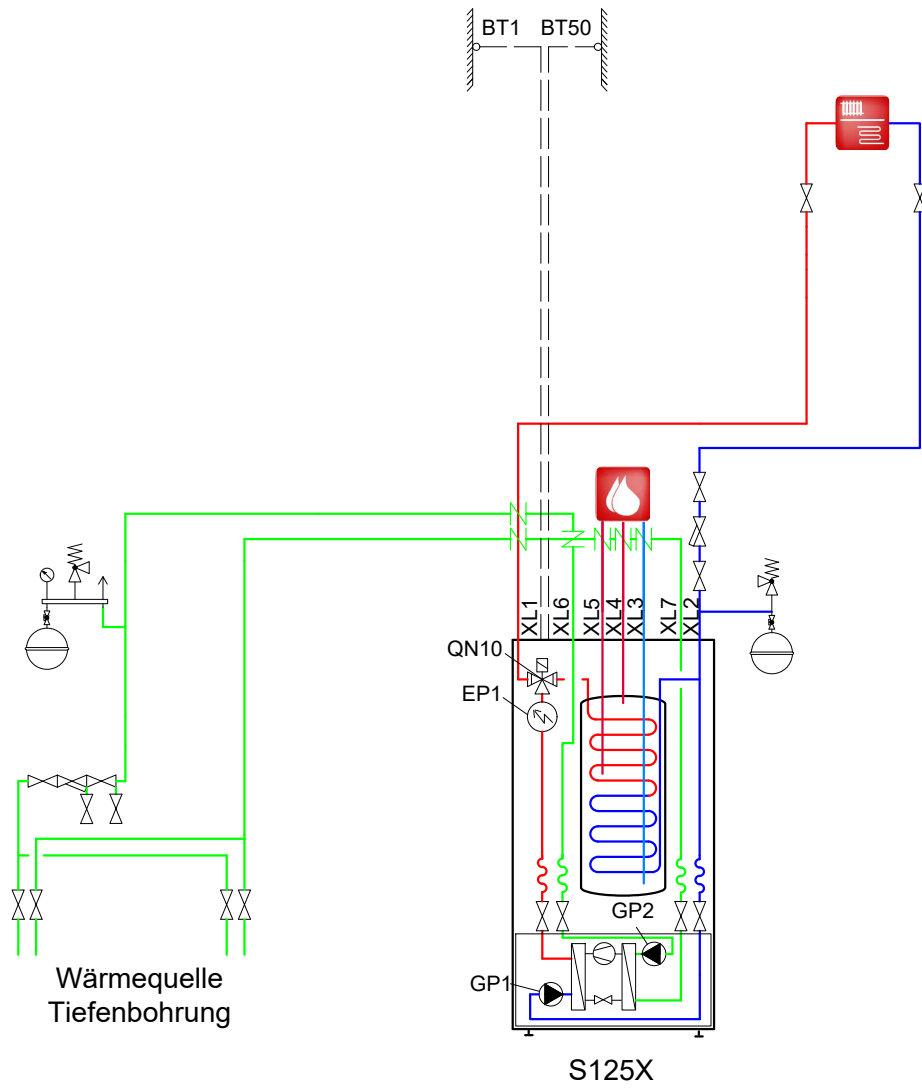 BT1 BT50
XL1
XL6
XL5
XL4
XL3
XL7
XL2
QN10
EP1
GP2
GP1
Wärmequelle
Tiefenbohrung
S125X